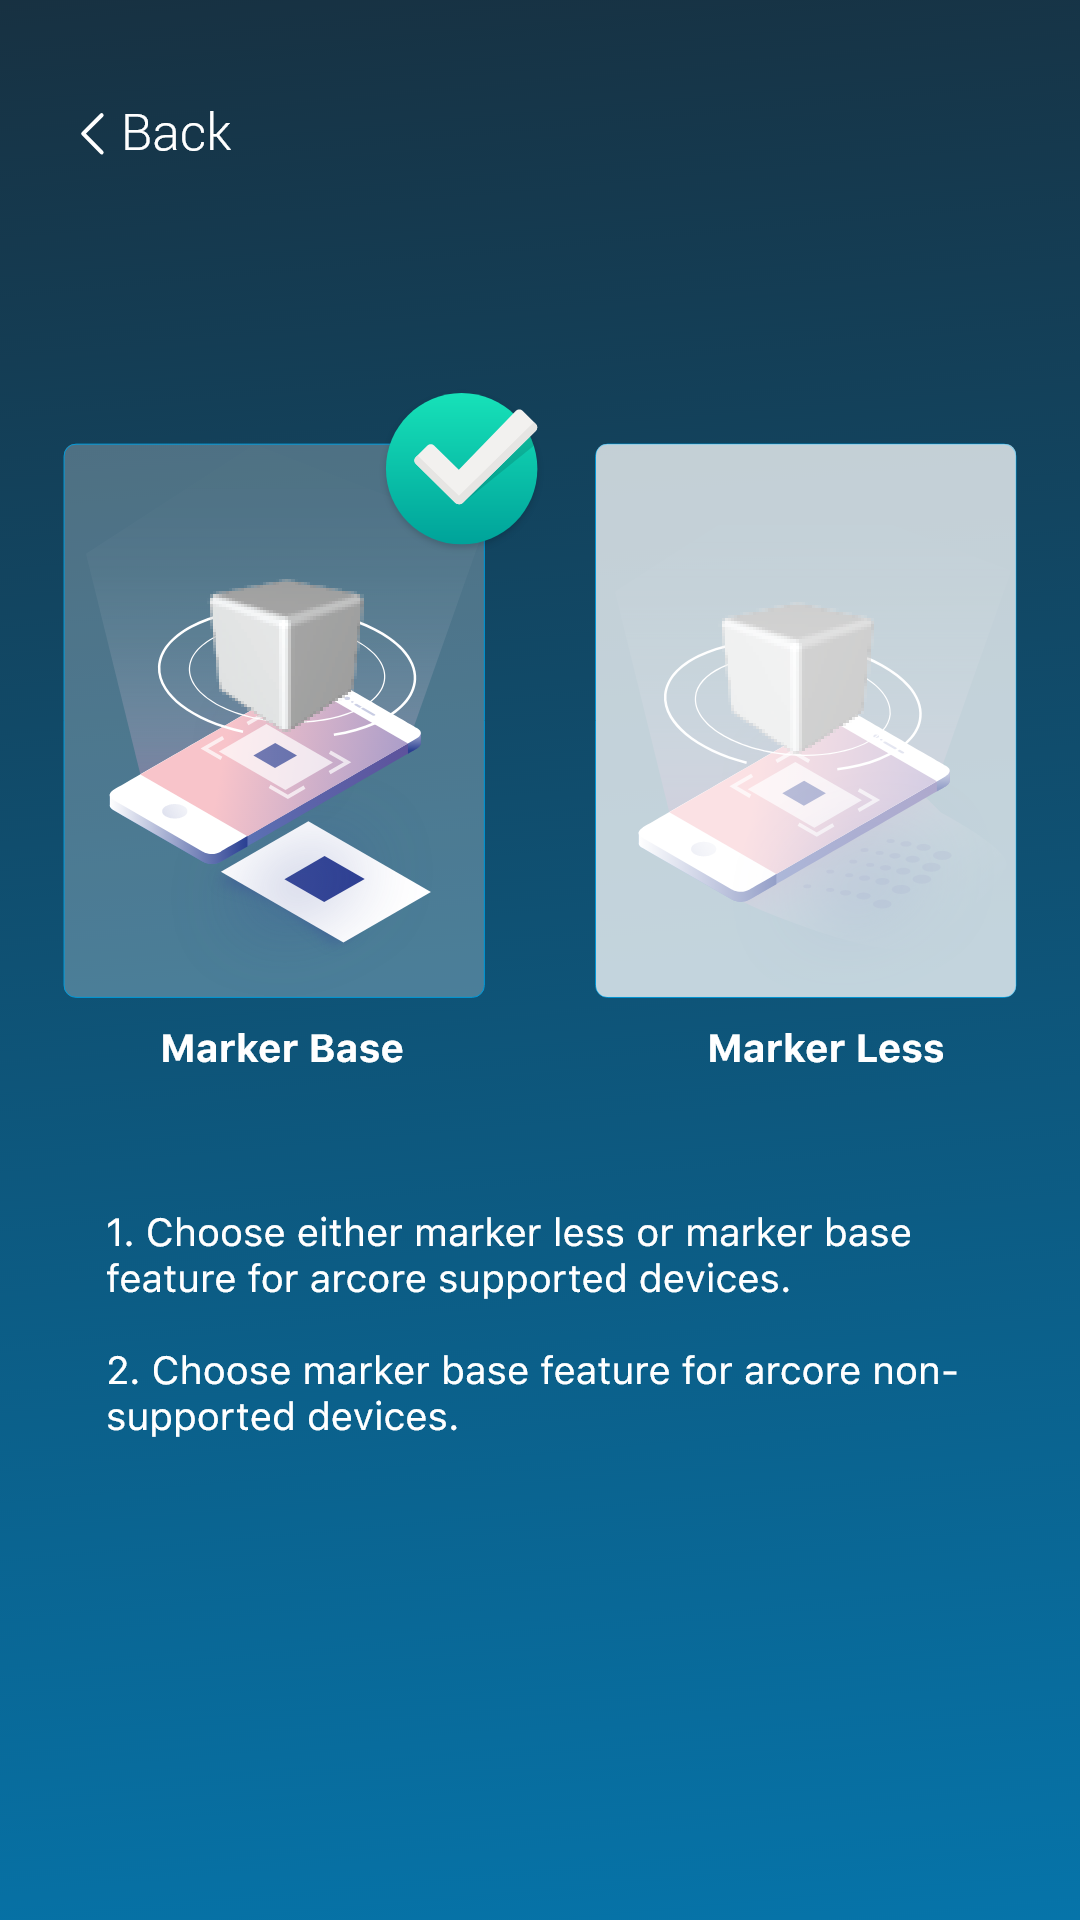 Back
Marker Base
Marker Less
1. Choose either marker less or marker base
feature for arcore supported devices.
2. Choose marker base feature for arcore non-
supported devices.